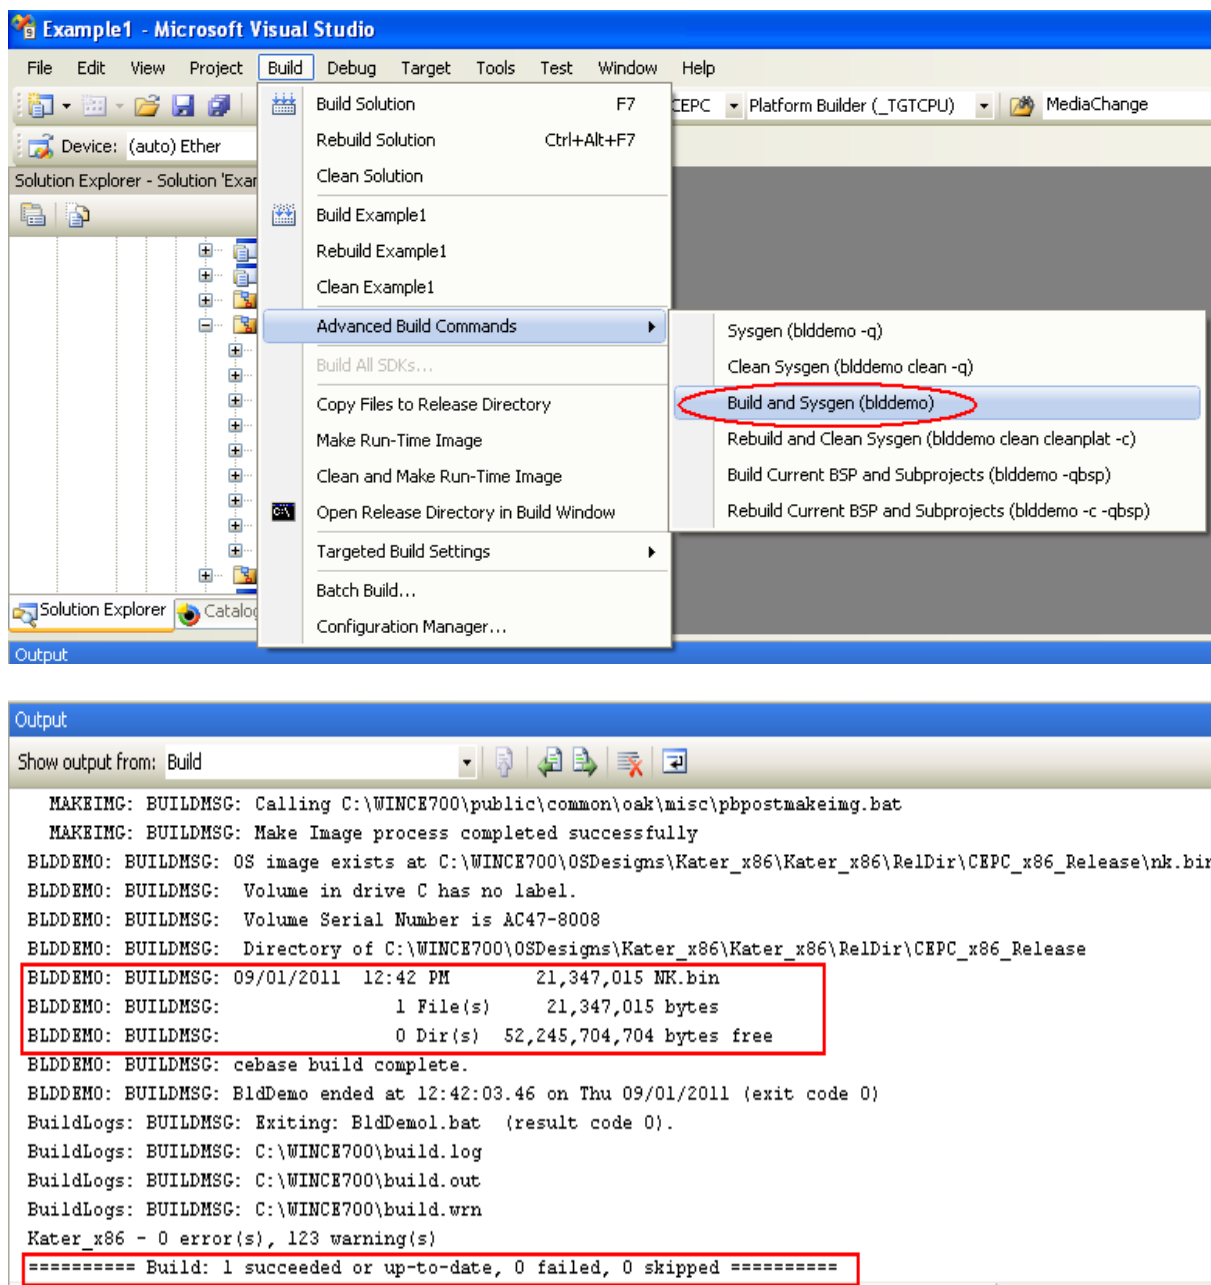 Example1 - Microsoft Visual Studio
File Edit View Project Build Debug Target Tools Test Window Help
Build Solution F7
CEPC Platform Builder (_TGTCPU) MediaChange
Device: (auto) Ether
Rebuild Solution Ctrl+Alt+F7
Solution Explorer - Solution 'Exa
Clean Solution
Build Example1
Rebuild Example1
Clean Example1
Advanced Build Commands
Sysgen (blddemo -q)
Build All SDKs...
Clean Sysgen (blddemo clean -q)
Copy Files to Release Directory
Build and Sysgen (blddemo)
Make Run-Time Image
Rebuild and Clean Sysgen (blddemo clean cleanplat -c)
Clean and Make Run-Time Image
Build Current BSP and Subprojects (blddemo -qbsp)
C:\
Open Release Directory in Build Window
Rebuild Current BSP and Subprojects (blddemo -c -qbsp)
Targeted Build Settings
Batch Build...
Solution Explorer Catalog
Configuration Manager...
Output
Output
Show output from: Build
MAKEIMG: BUILDMSG: Calling C:\WINCE700\public\common\oak\misc\pbpostmakeimg.bat
MAKEIMG: BUILDMSG: Make Image process completed successfully
BLDDEMO: BUILDMSG: OS image exists at C:\WINCE700\OSDesigns\Kater_x86\Kater_x86\RelDir\CEPC_x86_Release\nk.bin
BLDDEMO: BUILDMSG: Volume in drive C has no label.
BLDDEMO: BUILDMSG: Volume Serial Number is AC47-8008
BLDDEMO: BUILDMSG: Directory of C:\WINCE700\OSDesigns\Kater_x86\Kater_x86\RelDir\CEPC_x86_Release
BLDDEMO: BUILDMSG: 09/01/2011 12:42 PM 21,347,015 NK.bin
BLDDEMO: BUILDMSG: 1 File(s) 21,347,015 bytes
BLDDEMO: BUILDMSG: 0 Dir(s) 52,245,704,704 bytes free
BLDDEMO: BUILDMSG: cebase build complete.
BLDDEMO: BUILDMSG: BldDemo ended at 12:42:03.46 on Thu 09/01/2011 (exit code 0)
BuildLogs: BUILDMSG: Exiting: BldDemo1.bat (result code 0).
BuildLogs: BUILDMSG: C:\WINCE700\build.log
BuildLogs: BUILDMSG: C:\WINCE700\build.out
BuildLogs: BUILDMSG: C:\WINCE700\build.wrn
Kater_x86 - 0 error(s), 123 warning(s)
========== Build: 1 succeeded or up-to-date, 0 failed, 0 skipped ==========